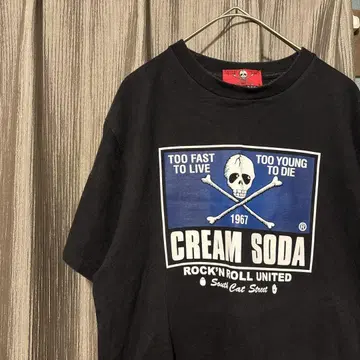 TOO FAST
TO LIVE
TOO YOUNG
TO DIE
1967
®
CREAM SODA
ROCK'N ROLL UNITED
South Cat Street